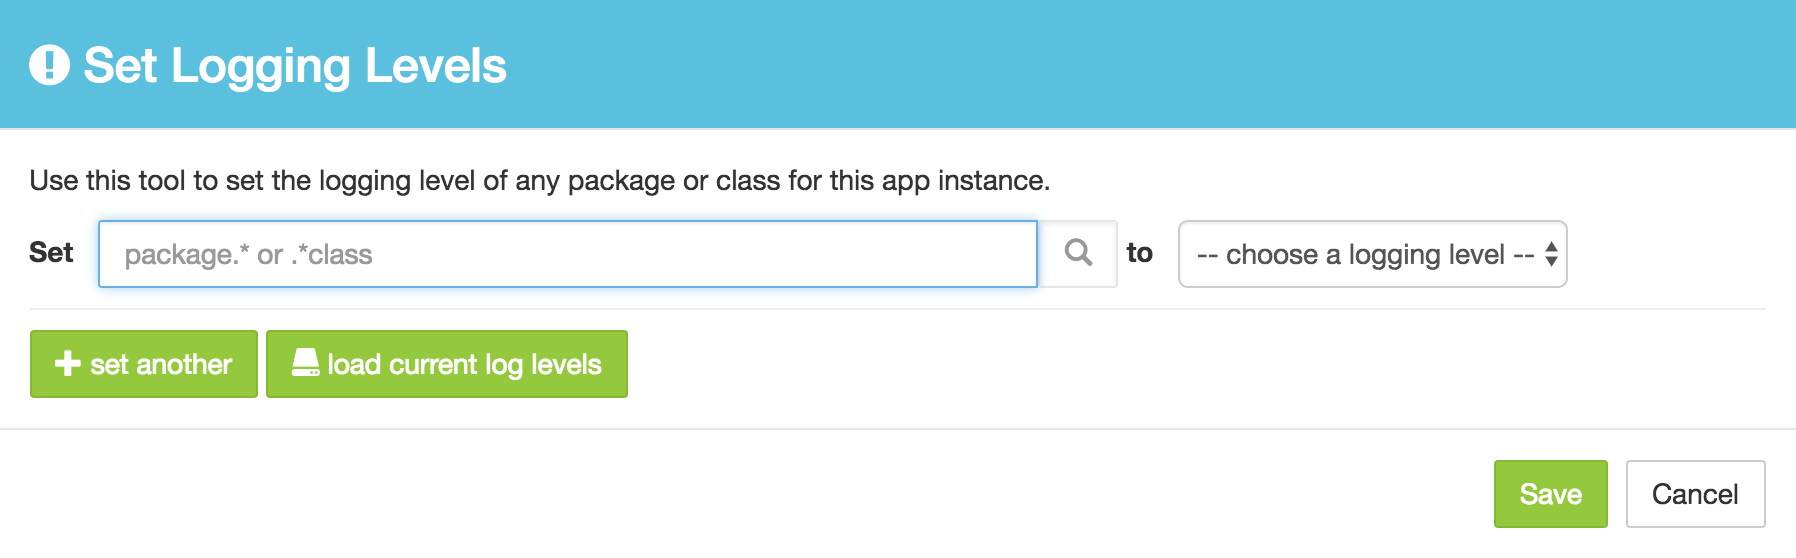 Set Logging Levels
Use this tool to set the logging level of any package or class for this app instance.
Set package.* or .*class to -- choose a logging level --
set another load current log levels
Save Cancel